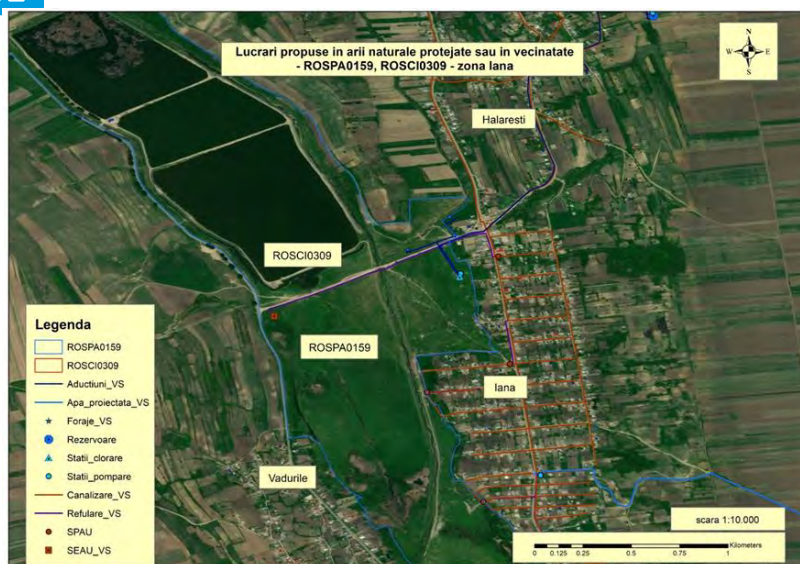 Lucrari propuse in arii naturale protejate sau in vecinatate
- ROSPA0159, ROSCI0309 - zona Iana
N
W E
S
Halaresti
ROSCI0309
ROSPA0159
Iana
Vadurile
Legenda
ROSPA0159
ROSCI0309
Aductiuni_VS
Apa_proiectata_VS
Foraje_VS
Rezervoare
Statii_clorare
Statii_pompare
Canalizare_VS
Refulare_VS
SPAU
SEAU_VS
scara 1:10.000
Kilometers
0 0.125 0.25 0.5 0.75 1